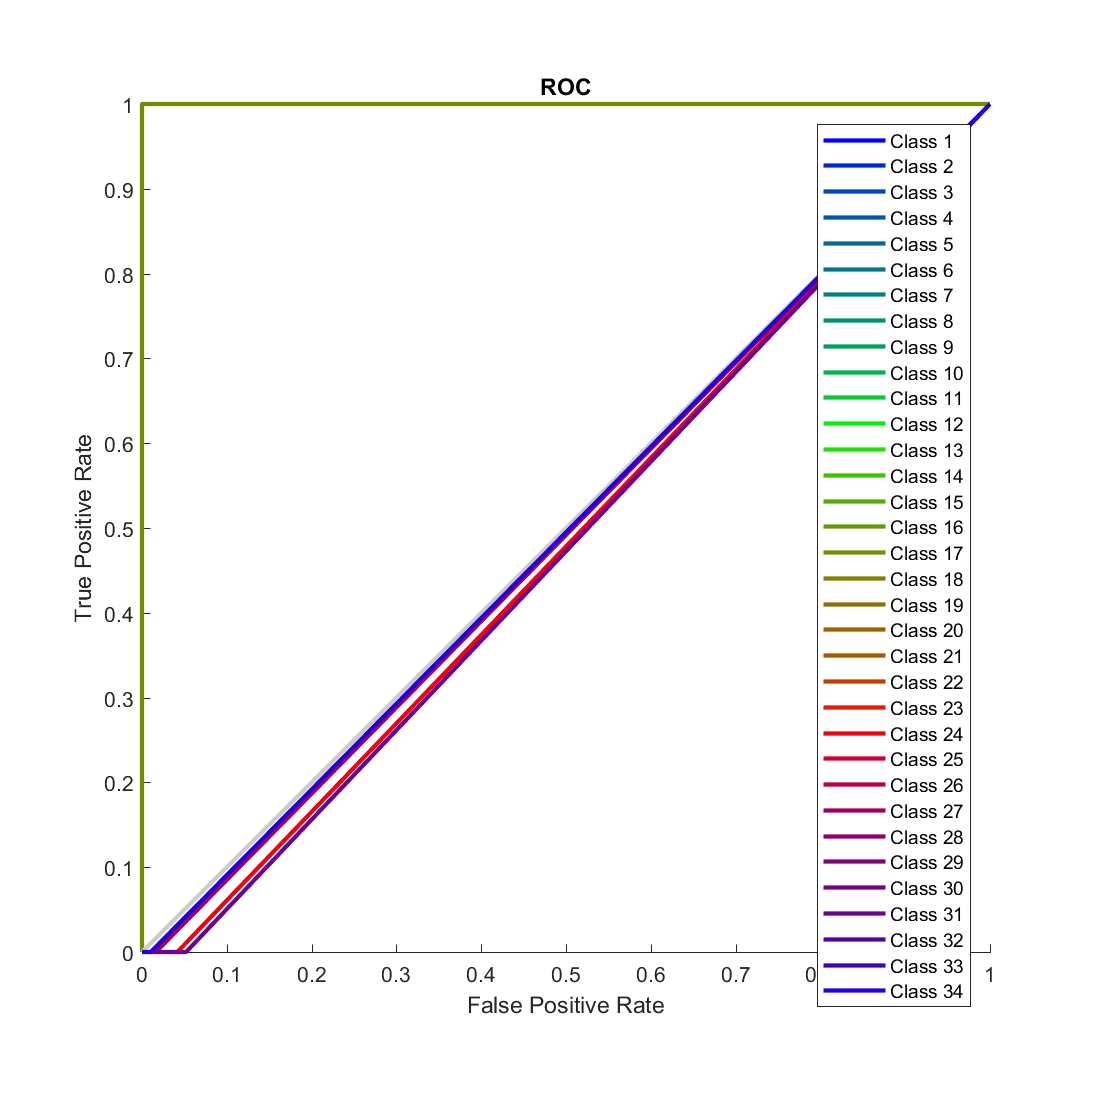 ROC
1
0.9
0.8
0.7
0.6
0.5
0.4
0.3
0.2
0.1
0
True Positive Rate
0 0.1 0.2 0.3 0.4 0.5 0.6 0.7 1
False Positive Rate
Class 1
Class 2
Class 3
Class 4
Class 5
Class 6
Class 7
Class 8
Class 9
Class 10
Class 11
Class 12
Class 13
Class 14
Class 15
Class 16
Class 17
Class 18
Class 19
Class 20
Class 21
Class 22
Class 23
Class 24
Class 25
Class 26
Class 27
Class 28
Class 29
Class 30
Class 31
Class 32
Class 33
Class 34